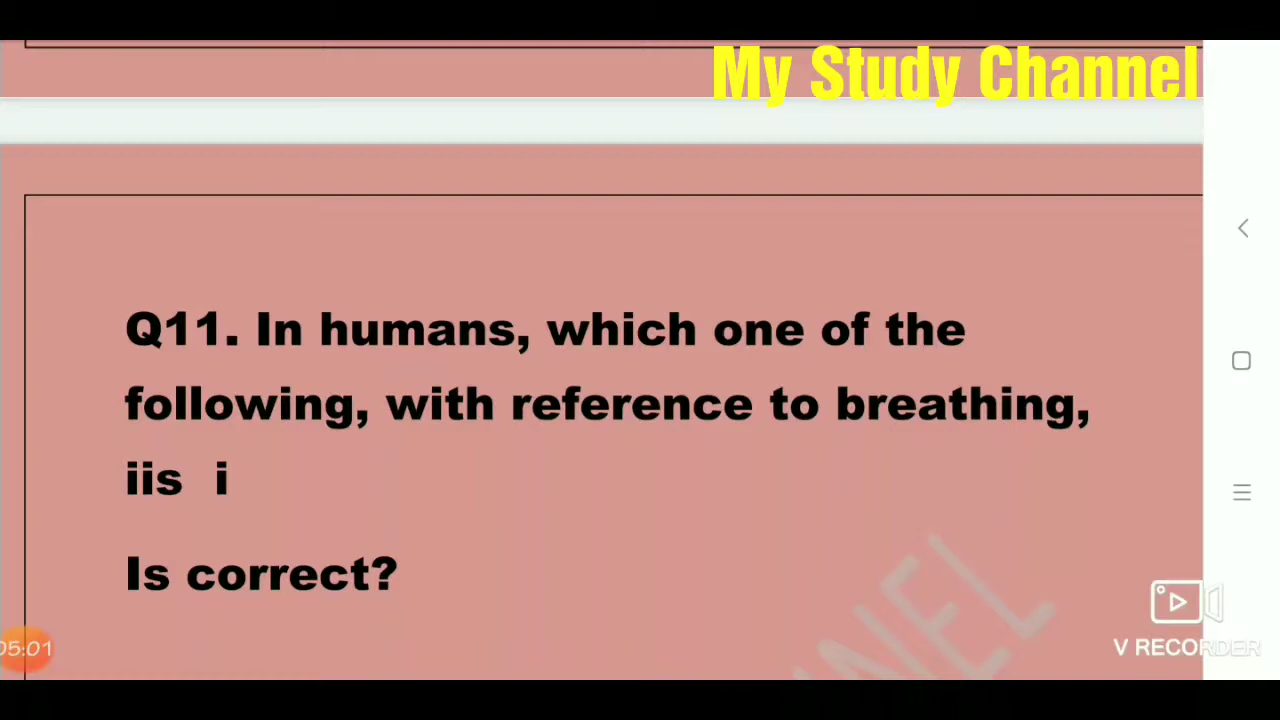 My Study Channel
Q11. In humans, which one of the
following, with reference to breathing,
iis i
Is correct?
NEL
05:01
V RECORDER